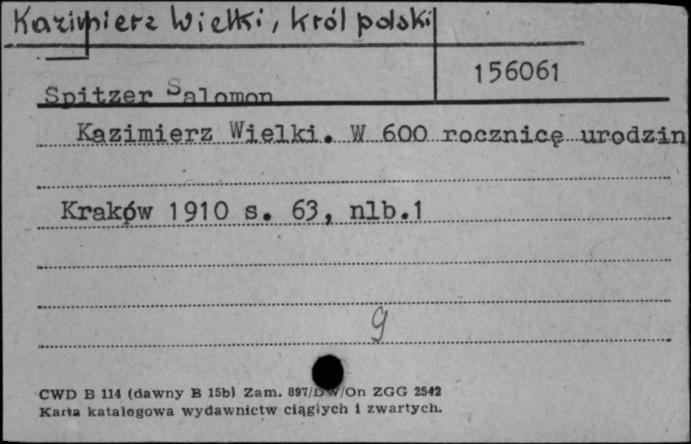 Kazimierz Wielki, król polski
156061
Spitzer Salomon
Kazimierz Wielki. W 600 rocznicę urodzin
Kraków 1910 s. 63, nlb.1
g
CWD B 114 (dawny B 15b) Zam. 897/DW/On ZGG 2542
Karta katalogowa wydawnictw ciągłych i zwartych.